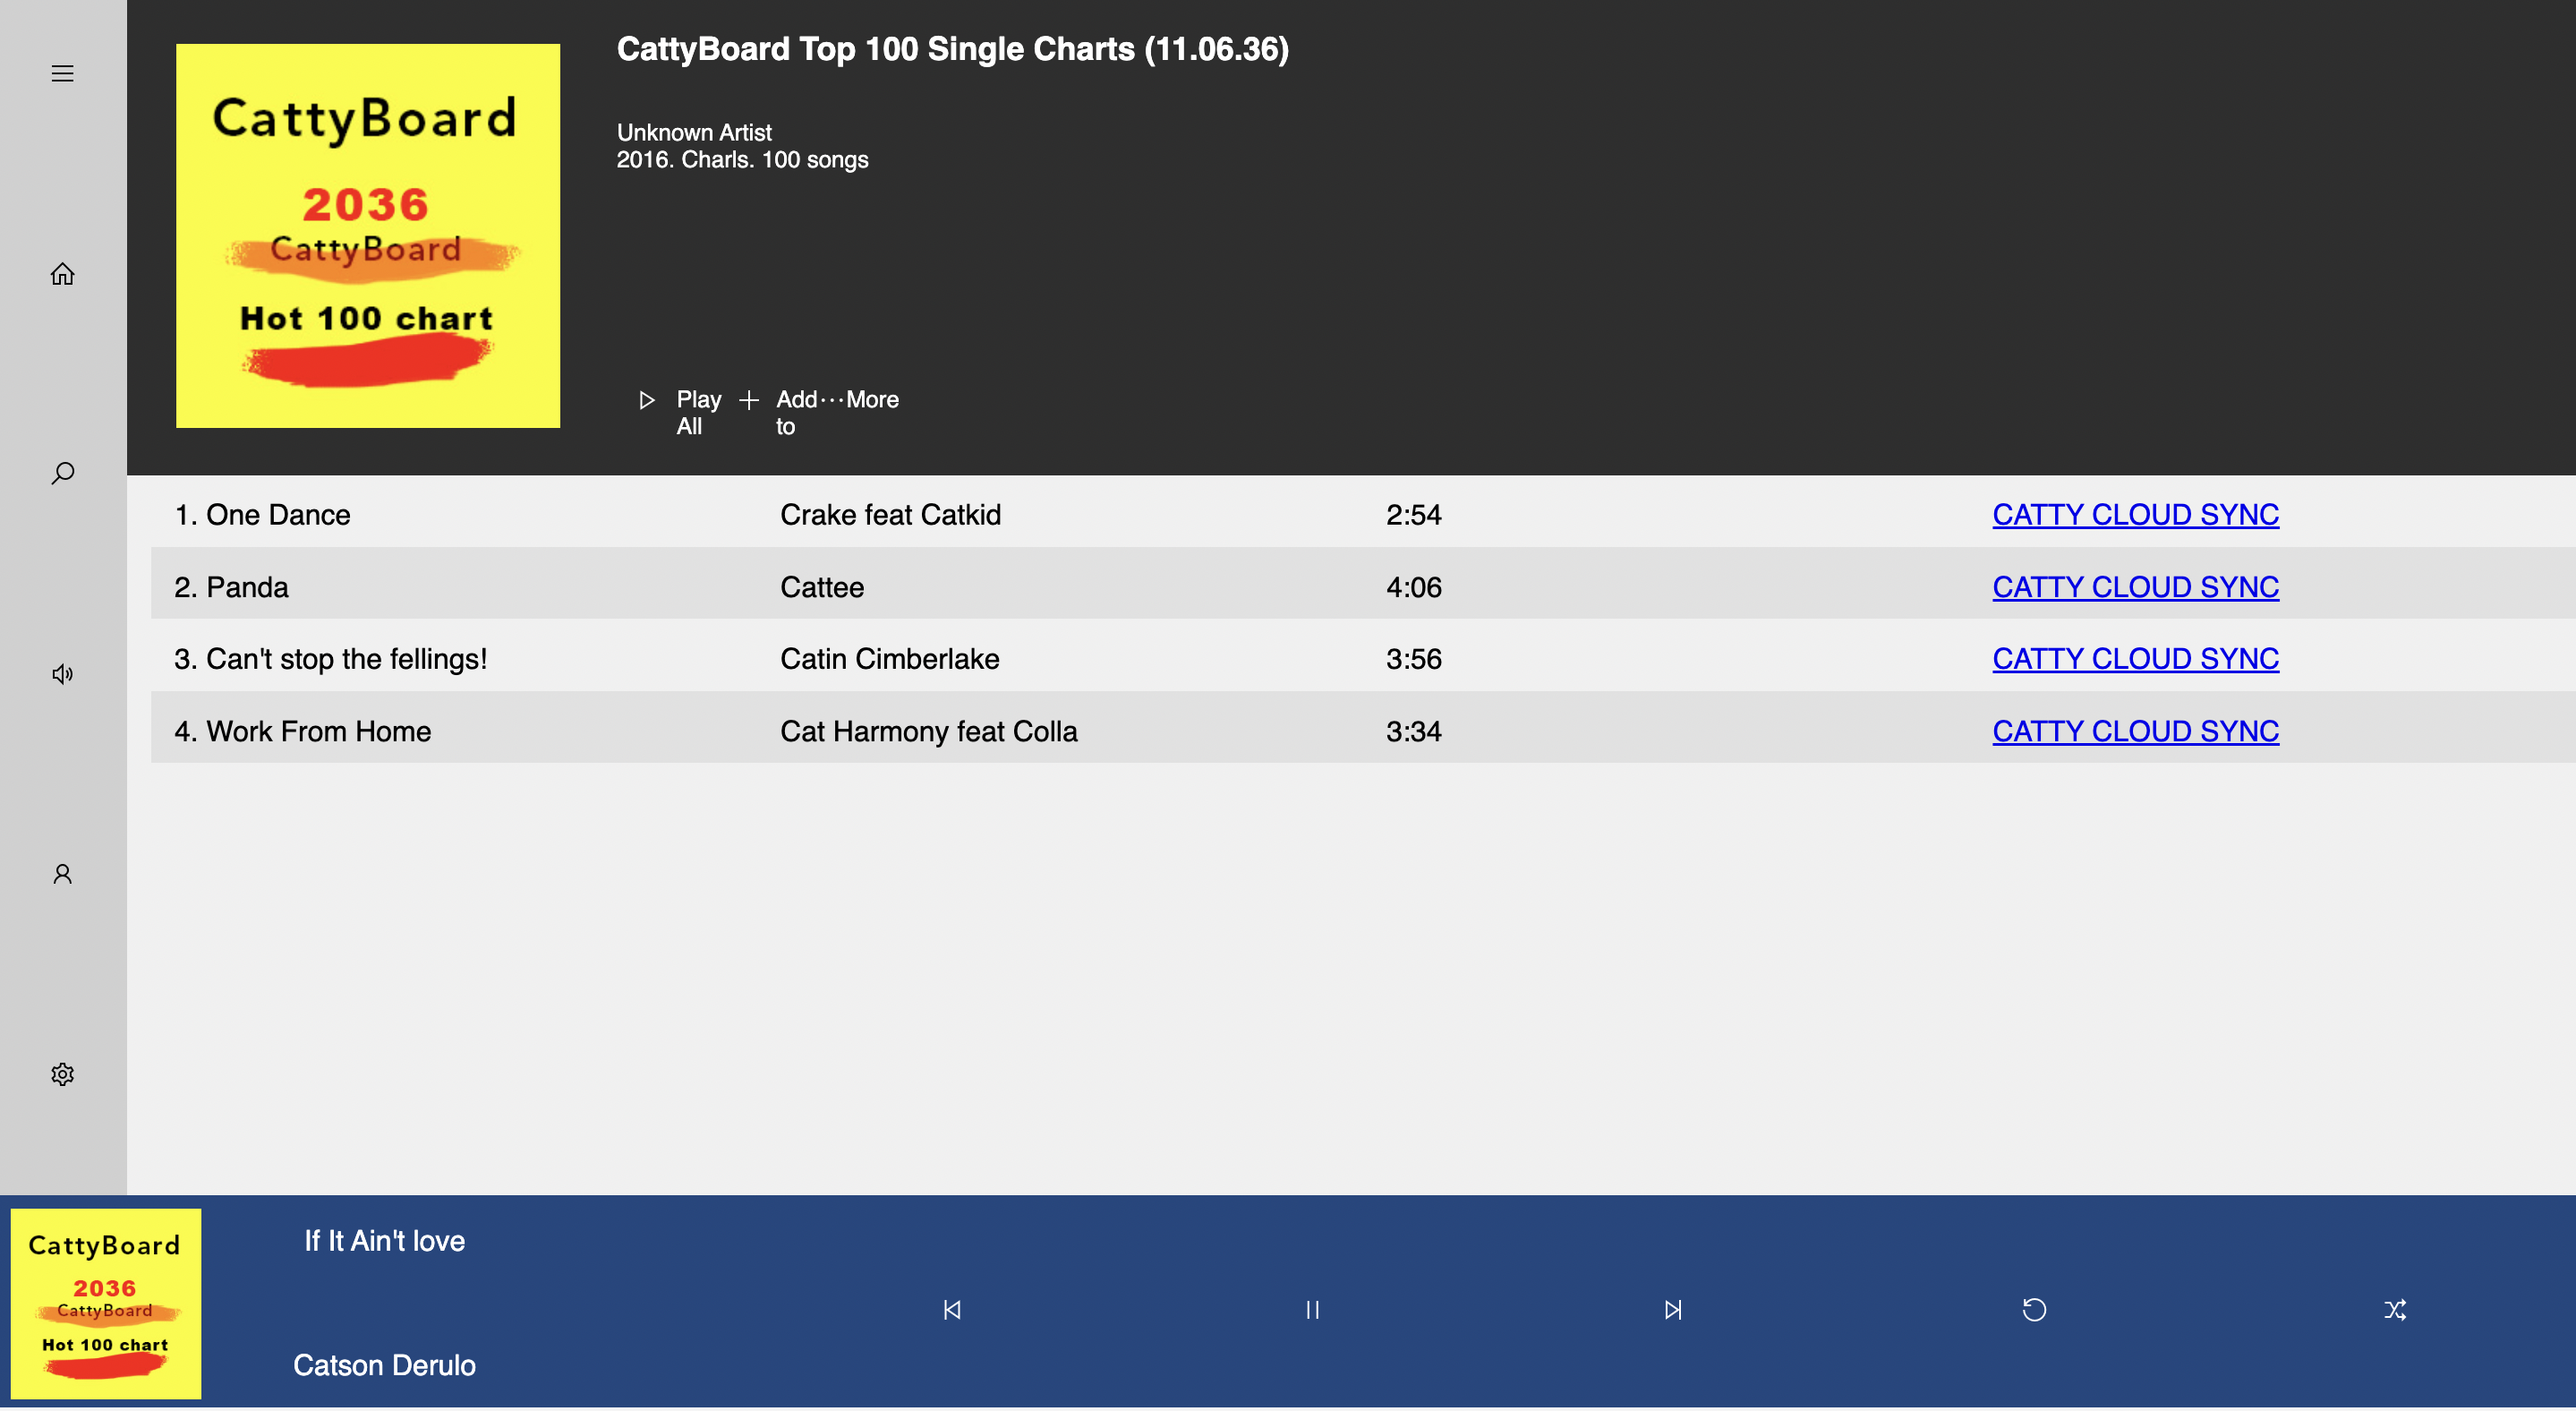 CattyBoard
2036
CattyBoard
Hot 100 chart
CattyBoard Top 100 Single Charts (11.06.36)
Unknown Artist
2016. Charls. 100 songs
Play All
Add to
More
1. One Dance Crake feat Catkid 2:54 CATTY CLOUD SYNC
2. Panda Cattee 4:06 CATTY CLOUD SYNC
3. Can't stop the fellings! Catin Cimberlake 3:56 CATTY CLOUD SYNC
4. Work From Home Cat Harmony feat Colla 3:34 CATTY CLOUD SYNC
CattyBoard
2036
CattyBoard
Hot 100 chart
If It Ain't love
Catson Derulo